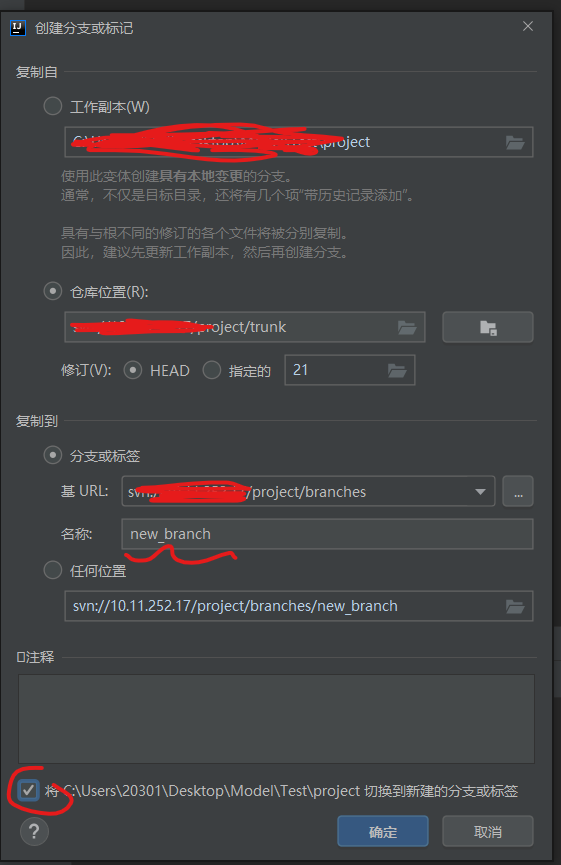 IJ
创建分支或标记
复制自
工作副本(W)
project
使用此变体创建具有本地变更的分支。
通常，不仅是目标目录，还将有几个项“带历史记录添加”。
具有与根不同的修订的各个文件将被分别复制。
因此，建议先更新工作副本，然后再创建分支。
仓库位置(R):
/project/trunk
修订(V): HEAD 指定的 21
复制到
分支或标签
基 URL: svn:/ /project/branches ...
名称: new_branch
任何位置
svn://10.11.252.17/project/branches/new_branch
注释
将 C:\Users\20301\Desktop\Model\Test\project 切换到新建的分支或标签
? 确定 取消